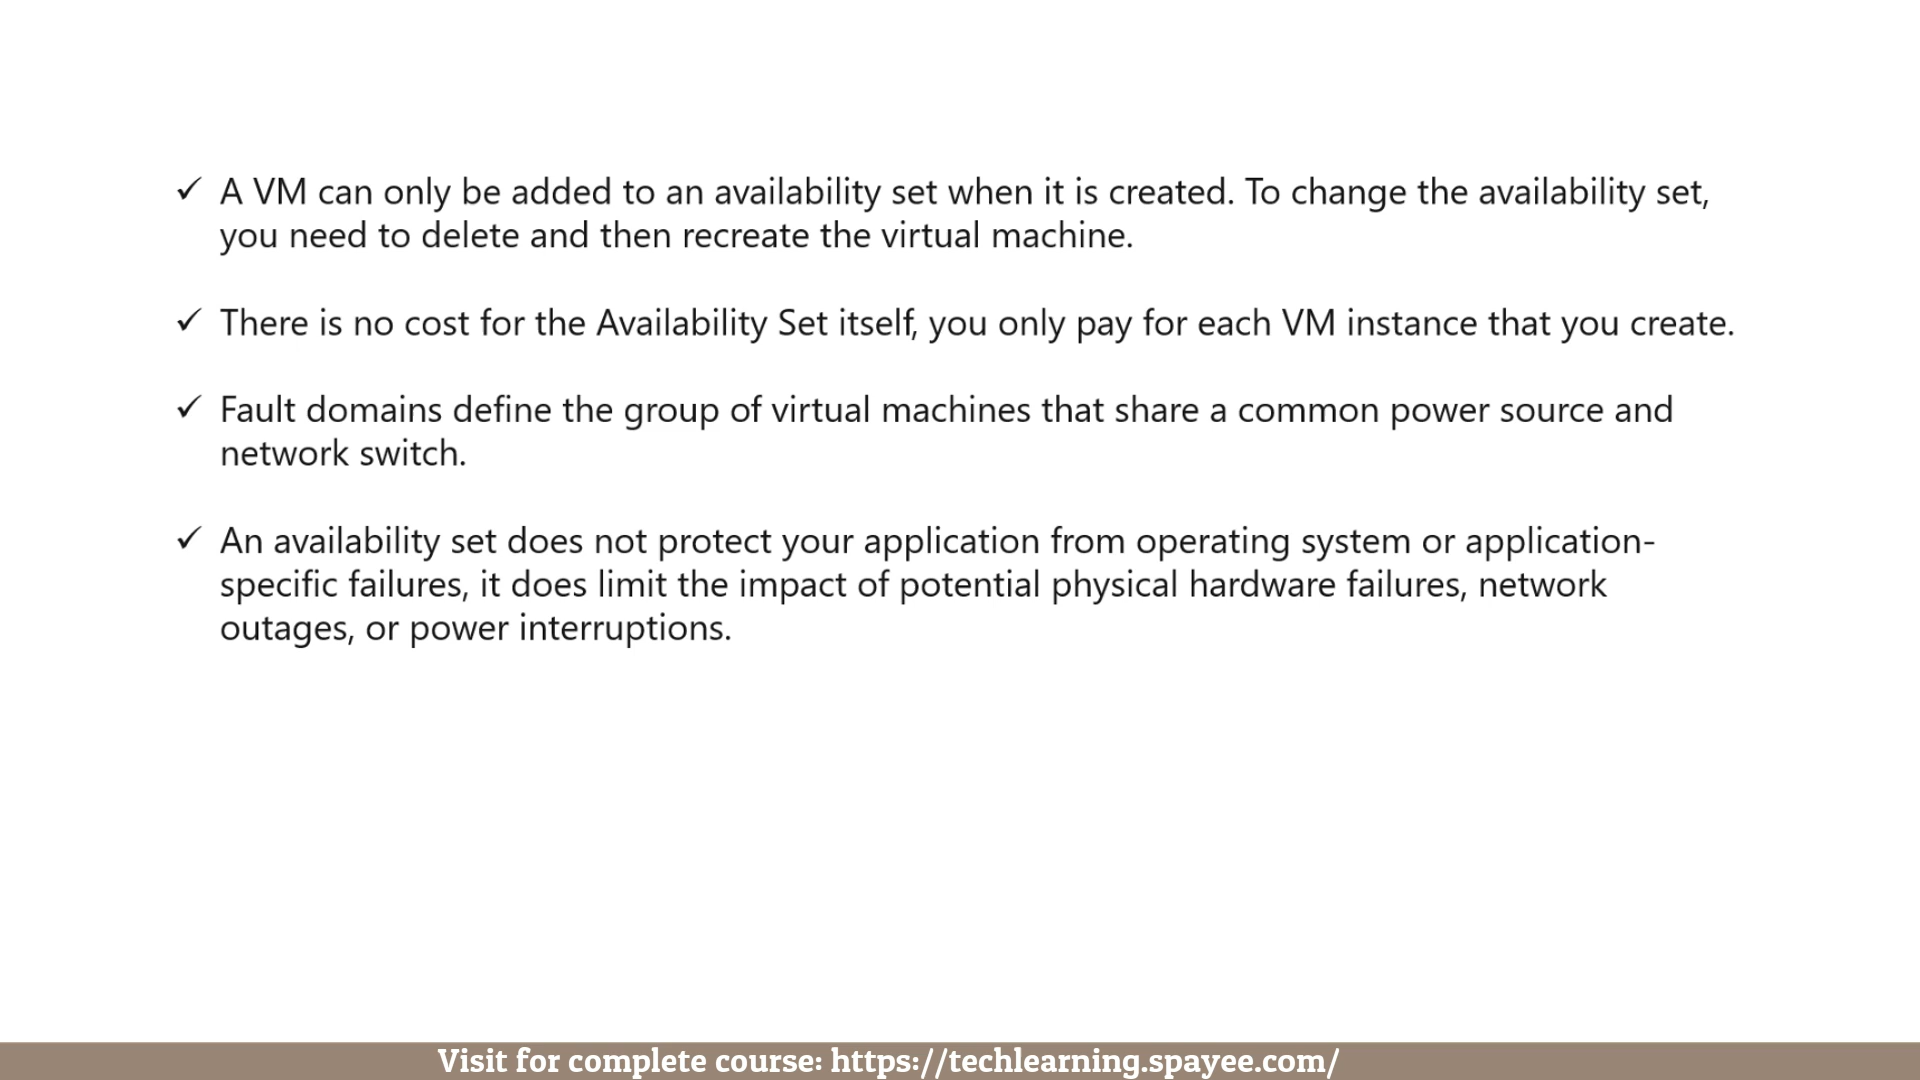 ✓ A VM can only be added to an availability set when it is created. To change the availability set,
you need to delete and then recreate the virtual machine.
✓ There is no cost for the Availability Set itself, you only pay for each VM instance that you create.
✓ Fault domains define the group of virtual machines that share a common power source and
network switch.
✓ An availability set does not protect your application from operating system or application-
specific failures, it does limit the impact of potential physical hardware failures, network
outages, or power interruptions.
Visit for complete course: https://techlearning.spayee.com/